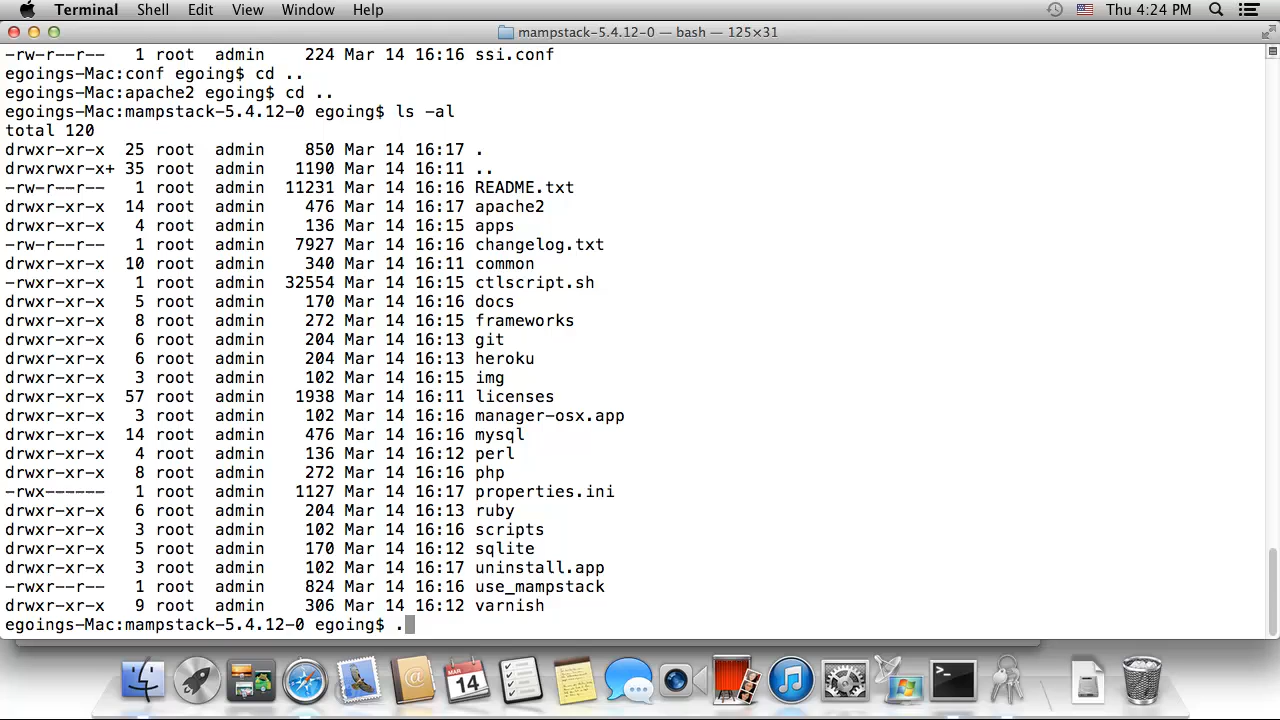 Terminal Shell Edit View Window Help Thu 4:24 PM
mampstack-5.4.12-0 — bash — 125×31
-rw-r--r--   1 root  admin    224 Mar 14 16:16 ssi.conf
egoings-Mac:conf egoing$ cd ..
egoings-Mac:apache2 egoing$ cd ..
egoings-Mac:mampstack-5.4.12-0 egoing$ ls -al
total 120
drwxr-xr-x  25 root  admin    850 Mar 14 16:17 .
drwxrwxr-x+ 35 root  admin   1190 Mar 14 16:11 ..
-rw-r--r--   1 root  admin  11231 Mar 14 16:16 README.txt
drwxr-xr-x  14 root  admin    476 Mar 14 16:17 apache2
drwxr-xr-x   4 root  admin    136 Mar 14 16:15 apps
-rw-r--r--   1 root  admin   7927 Mar 14 16:16 changelog.txt
drwxr-xr-x  10 root  admin    340 Mar 14 16:11 common
-rwxr-xr-x   1 root  admin  32554 Mar 14 16:15 ctlscript.sh
drwxr-xr-x   5 root  admin    170 Mar 14 16:16 docs
drwxr-xr-x   8 root  admin    272 Mar 14 16:15 frameworks
drwxr-xr-x   6 root  admin    204 Mar 14 16:13 git
drwxr-xr-x   6 root  admin    204 Mar 14 16:13 heroku
drwxr-xr-x   3 root  admin    102 Mar 14 16:15 img
drwxr-xr-x  57 root  admin   1938 Mar 14 16:11 licenses
drwxr-xr-x   3 root  admin    102 Mar 14 16:16 manager-osx.app
drwxr-xr-x  14 root  admin    476 Mar 14 16:16 mysql
drwxr-xr-x   4 root  admin    136 Mar 14 16:12 perl
drwxr-xr-x   8 root  admin    272 Mar 14 16:16 php
-rwx------   1 root  admin   1127 Mar 14 16:17 properties.ini
drwxr-xr-x   6 root  admin    204 Mar 14 16:13 ruby
drwxr-xr-x   3 root  admin    102 Mar 14 16:16 scripts
drwxr-xr-x   5 root  admin    170 Mar 14 16:12 sqlite
drwxr-xr-x   3 root  admin    102 Mar 14 16:17 uninstall.app
-rwxr--r--   1 root  admin    824 Mar 14 16:16 use_mampstack
drwxr-xr-x   9 root  admin    306 Mar 14 16:12 varnish
egoings-Mac:mampstack-5.4.12-0 egoing$ .
MAR
14